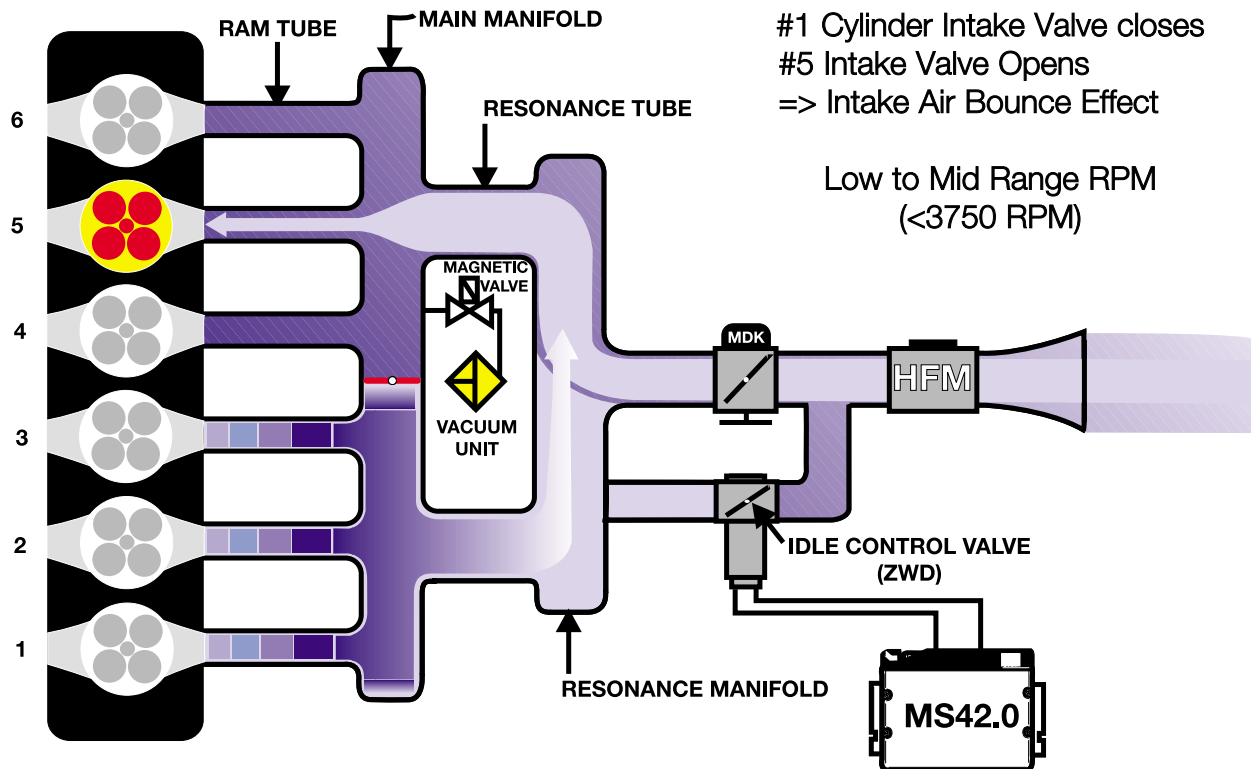 MAIN MANIFOLD
RAM TUBE
#1 Cylinder Intake Valve closes
#5 Intake Valve Opens
=> Intake Air Bounce Effect
RESONANCE TUBE
6
Low to Mid Range RPM
(<3750 RPM)
5
MAGNETIC
VALVE
4
MDK
HFM
VACUUM
UNIT
3
2
IDLE CONTROL VALVE
(ZWD)
1
RESONANCE MANIFOLD
MS42.0